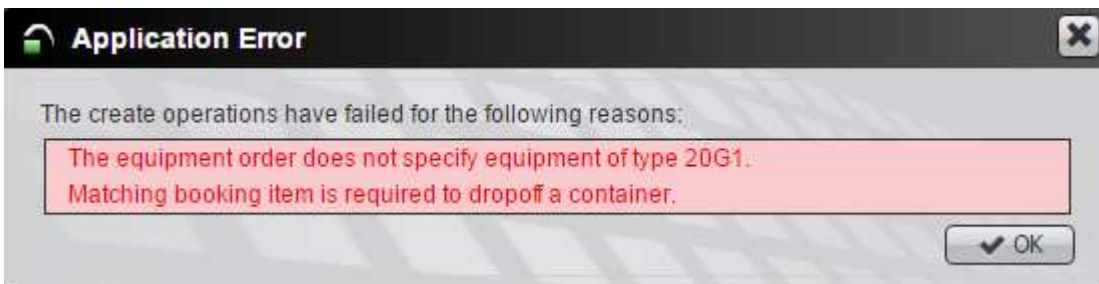 Application Error
The create operations have failed for the following reasons:
The equipment order does not specify equipment of type 20G1.
Matching booking item is required to dropoff a container.
OK